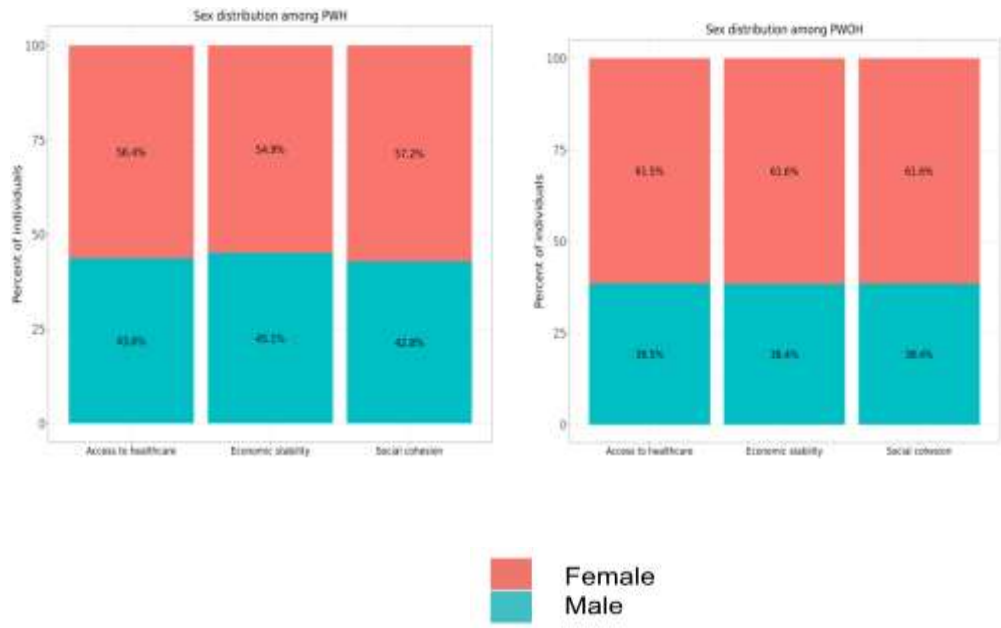 Sex distribution among PWH
Percent of individuals
100
75
50
25
0
56.4%
54.9%
57.2%
43.6%
45.1%
42.8%
Access to healthcare
Economic stability
Social cohesion
Sex distribution among PWOH
Percent of individuals
100
75
50
25
0
61.5%
61.6%
61.6%
38.5%
38.4%
38.4%
Access to healthcare
Economic stability
Social cohesion
Female
Male